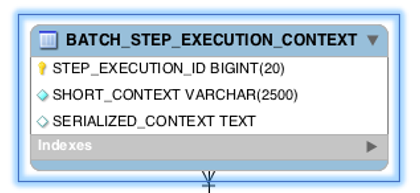 BATCH_STEP_EXECUTION_CONTEXT
STEP_EXECUTION_ID BIGINT(20)
SHORT_CONTEXT VARCHAR(2500)
SERIALIZED_CONTEXT TEXT
Indexes